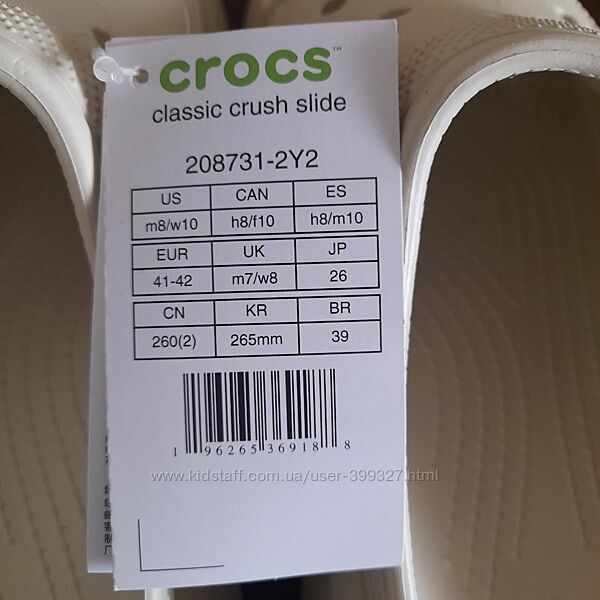 crocs™
classic crush slide
208731-2Y2
US CAN ES
m8/w10 h8/f10 h8/m10
EUR UK JP
41-42 m7/w8 26
CN KR BR
260(2) 265mm 39
1 96265 36918 8
www.kidstaff.com.ua/user-399327.html